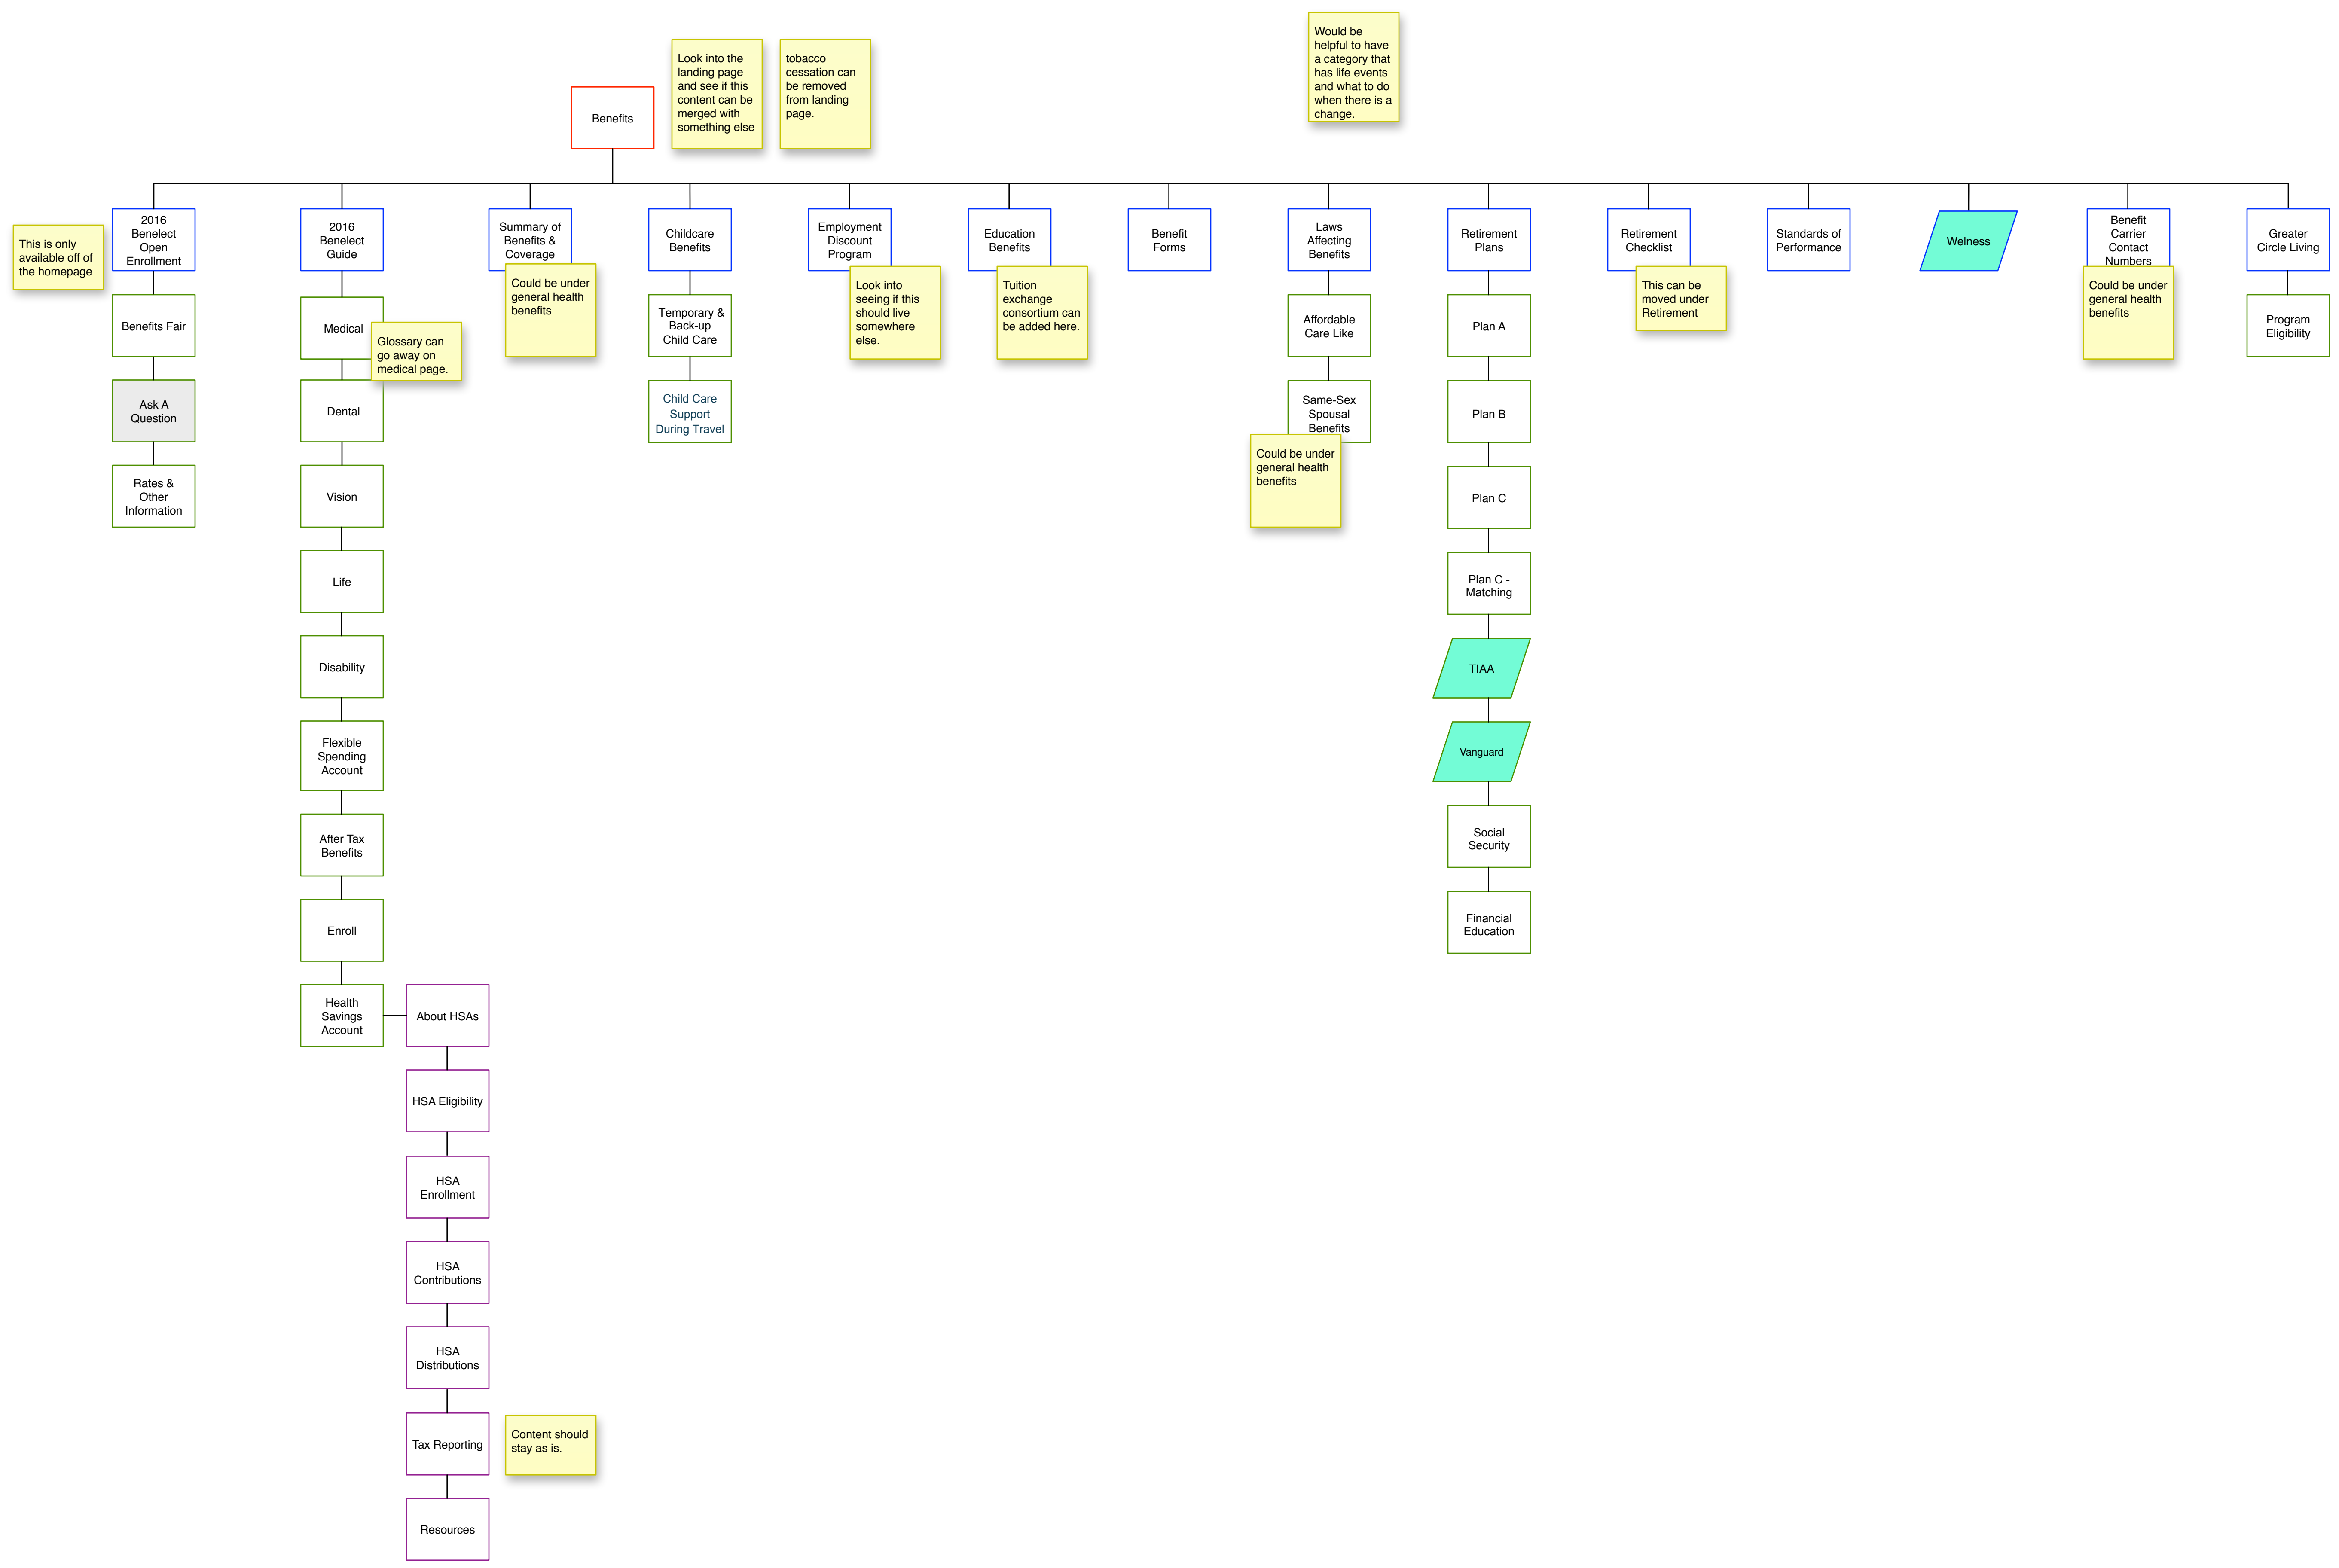 Would be
helpful to have
a category that
has life events
and what to do
when there is a
change.
Look into the
landing page
and see if this
content can be
merged with
something else
tobacco
cessation can
be removed
from landing
page.
Benefits
This is only
available off of
the homepage
2016
Benelect
Open
Enrollment
2016
Benelect
Guide
Summary of
Benefits &
Coverage
Childcare
Benefits
Employment
Discount
Program
Education
Benefits
Benefit
Forms
Laws
Affecting
Benefits
Retirement
Plans
Retirement
Checklist
Standards of
Performance
Welness
Benefit
Carrier
Contact
Numbers
Greater
Circle Living
Could be under
general health
benefits
Look into
seeing if this
should live
somewhere
else.
Tuition
exchange
consortium can
be added here.
This can be
moved under
Retirement
Could be under
general health
benefits
Benefits Fair
Medical
Glossary can
go away on
medical page.
Temporary &
Back-up
Child Care
Affordable
Care Like
Plan A
Program
Eligibility
Ask A
Question
Dental
Child Care
Support
During Travel
Same-Sex
Spousal
Benefits
Could be under
general health
benefits
Plan B
Rates &
Other
Information
Vision
Plan C
Life
Plan C -
Matching
Disability
TIAA
Flexible
Spending
Account
Vanguard
After Tax
Benefits
Social
Security
Enroll
Financial
Education
Health
Savings
Account
About HSAs
HSA Eligibility
HSA
Enrollment
HSA
Contributions
HSA
Distributions
Tax Reporting
Content should
stay as is.
Resources